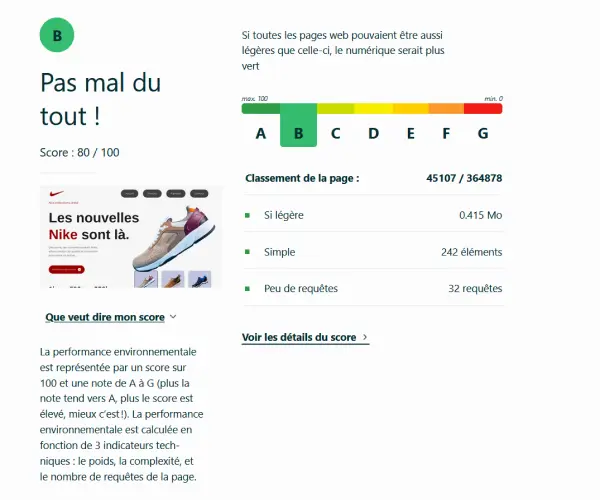 B
Pas mal du
tout !
Score : 80 / 100
Les nouvelles
Nike sont là.
Que veut dire mon score
La performance environnementale
est représentée par un score sur
100 et une note de A à G (plus la
note tend vers A, plus le score est
élevé, mieux c'est !). La performance
environnementale est calculée en
fonction de 3 indicateurs tech-
niques : le poids, la complexité, et
le nombre de requêtes de la page.
Si toutes les pages web pouvaient être aussi
légères que celle-ci, le numérique serait plus
vert
max. 100 min. 0
A B C D E F G
Classement de la page : 45107 / 364878
Si légère 0.415 Mo
Simple 242 éléments
Peu de requêtes 32 requêtes
Voir les détails du score